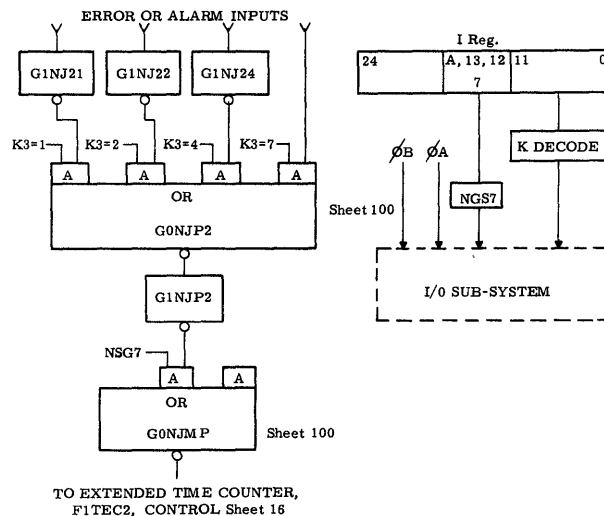 ERROR OR ALARM INPUTS
G1NJ21
G1NJ22
G1NJ24
K3=1
K3=2
K3=4
K3=7
A
A
A
A
OR
G0NJP2
Sheet 100
G1NJP2
NSG7
A
A
OR
G0NJMP
Sheet 100
TO EXTENDED TIME COUNTER,
F1TEC2, CONTROL Sheet 16
I Reg.
24
A, 13, 12
11
0
7
ØB
ØA
K DECODE
NGS7
I/0 SUB-SYSTEM